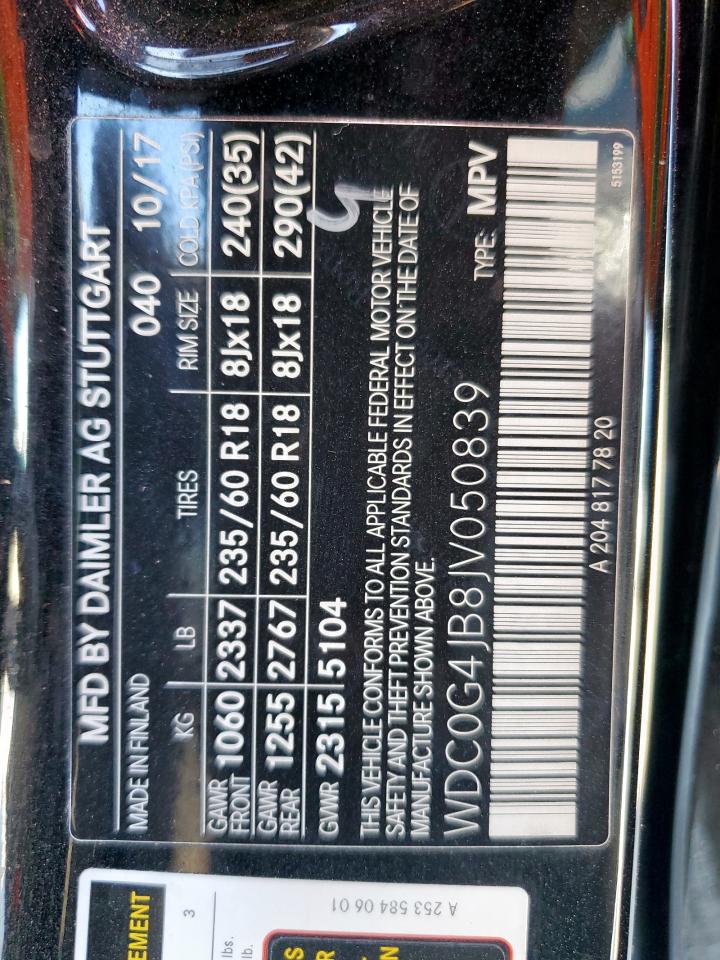 MFD BY DAIMLER AG STUTTGART
MADE IN FINLAND 040 10/17
KG LB TIRES RIM SIZE COLD KPA(PSI)
GAWR FRONT 1060 2337 235/60 R18 8Jx18 240(35)
GAWR REAR 1255 2767 235/60 R18 8Jx18 290(42)
GVWR 2315 5104
THIS VEHICLE CONFORMS TO ALL APPLICABLE FEDERAL MOTOR VEHICLE
SAFETY AND THEFT PREVENTION STANDARDS IN EFFECT ON THE DATE OF
MANUFACTURE SHOWN ABOVE.
WDC0G4JB8JV050839 TYPE: MPV
A 204 817 78 20 5153199
A 253 584 06 01
3
lbs.
lb.